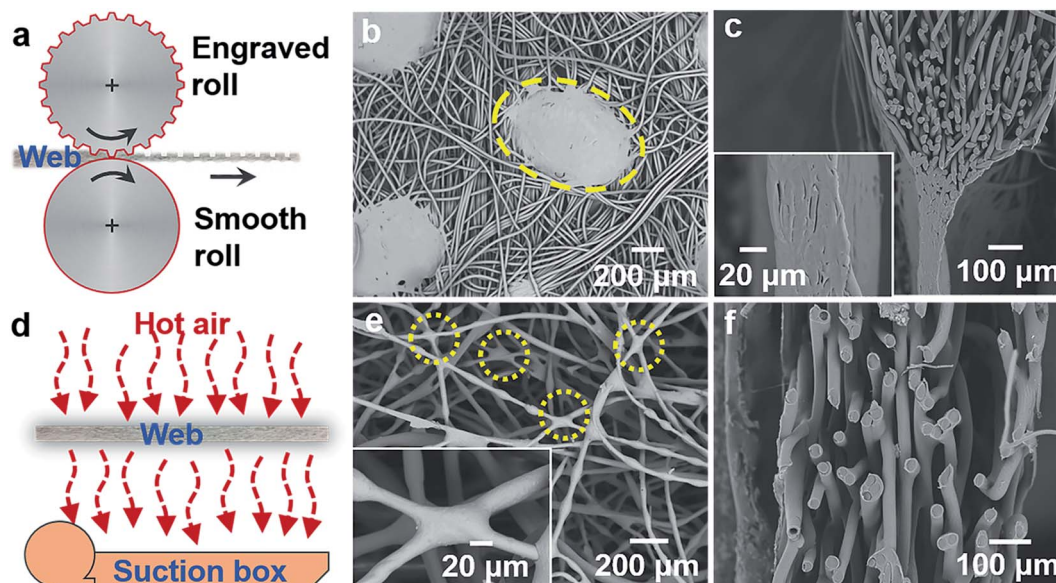 a
Engraved
roll
Web
Smooth
roll
b
200 µm
c
20 µm
100 µm
d
Hot air
Web
Suction box
e
20 µm
200 µm
f
100 µm